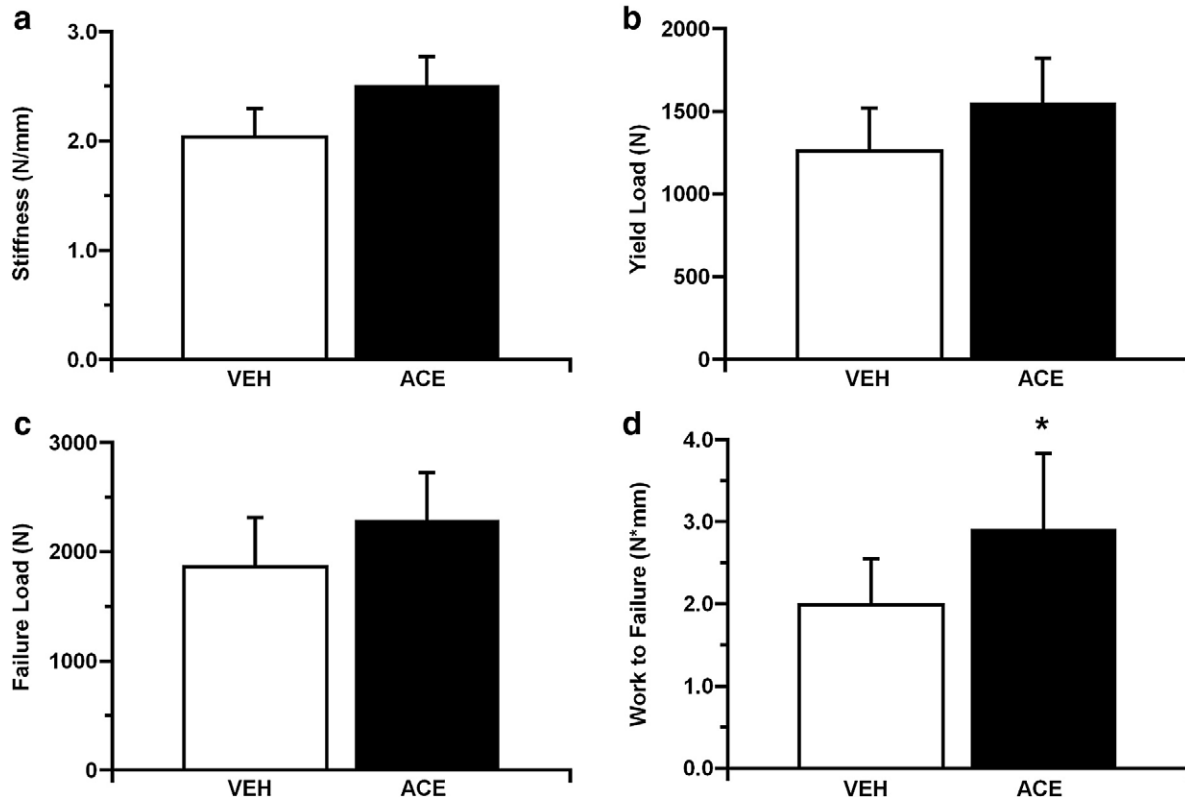 a
3.0
2.0
1.0
0.0
Stiffness (N/mm)
VEH ACE
b
2000
1500
1000
500
0
Yield Load (N)
VEH ACE
c
3000
2000
1000
0
Failure Load (N)
VEH ACE
d
*
4.0
3.0
2.0
1.0
0.0
Work to Failure (N*mm)
VEH ACE